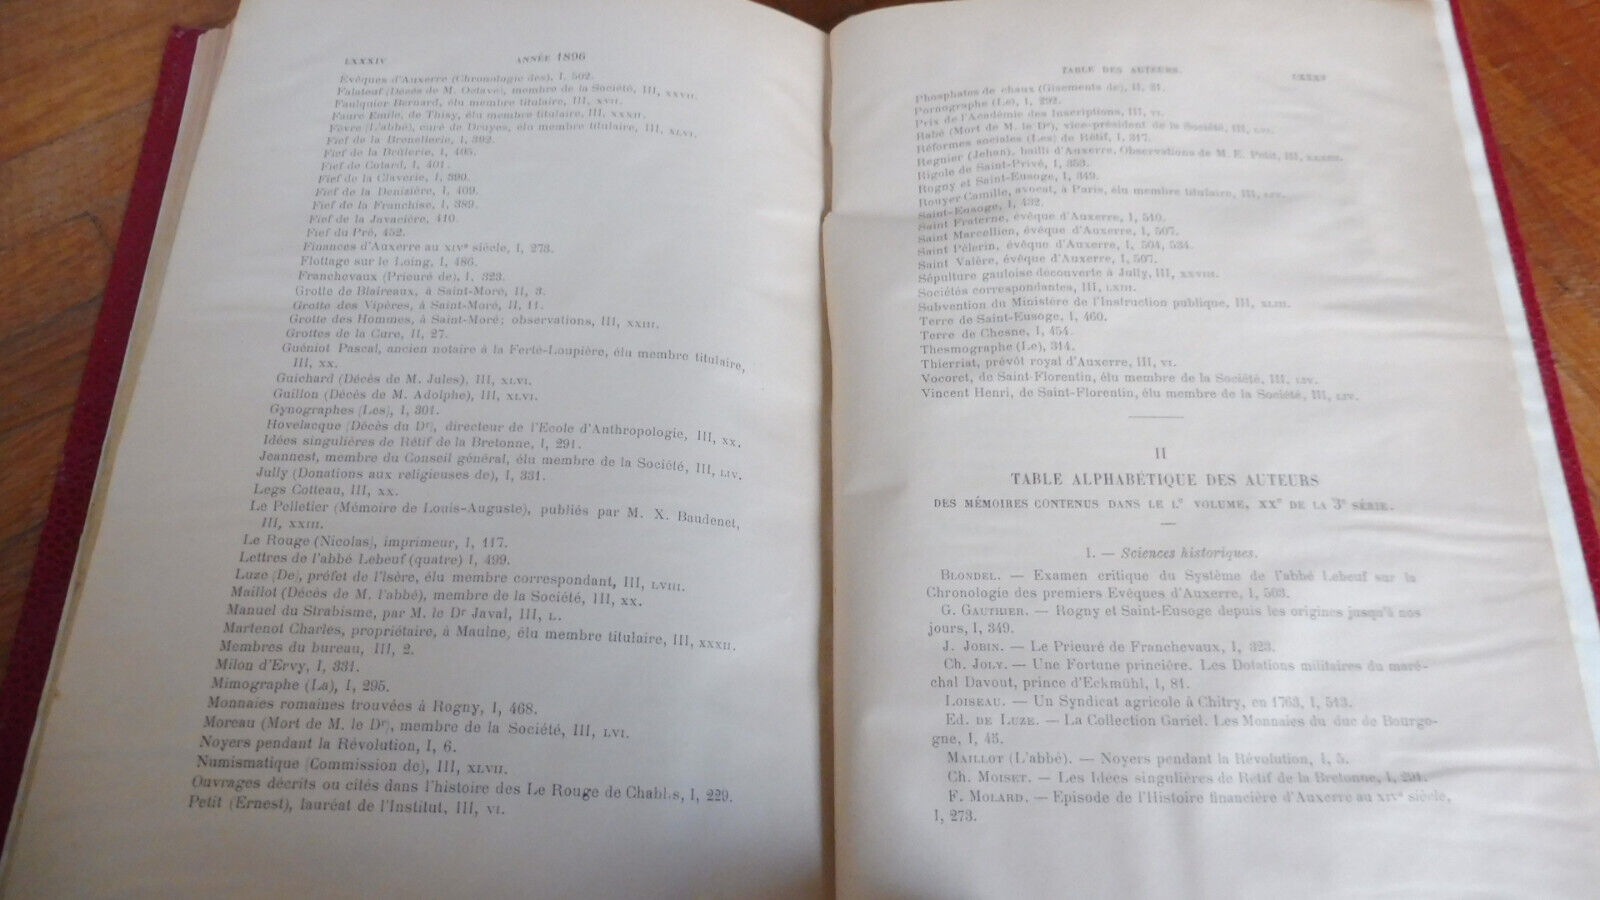 LXXXIV ANNÉE 1896
Évêques d'Auxerre (Chronologie des), I, 502.
Falateuf (Décès de M. Octave), membre de la Société, III, XXVII.
Faulquier Bernard, élu membre titulaire, III, XVII.
Faure Emile, de Thisy, élu membre titulaire, III, XXXII.
Fèvre (L'abbé), curé de Druyes, élu membre titulaire, III, XLVI.
Fief de la Bronellerie, I, 392.
Fief de la Brûlerie, I, 405.
Fief de Cotard, I, 401.
Fief de la Claverie, I, 390.
Fief de la Denizière, I, 409.
Fief de la Franchise, I, 389.
Fief de la Javacière, 410.
Fief du Pré, 452.
Finances d'Auxerre au XIVe siècle, I, 273.
Flottage sur le Loing, I, 486.
Franchevaux (Prieuré de), I, 323.
Grotte de Blaireaux, à Saint-Moré, II, 3.
Grotte des Vipères, à Saint-Moré, II, 11.
Grotte des Hommes, à Saint-Moré; observations, III, XXIII.
Grottes de la Cure, II, 27.
Guéniot Pascal, ancien notaire à la Ferté-Loupière, élu membre titulaire,
III, XX.
Guichard (Décès de M. Jules), III, XLVI.
Guillon (Décès de M. Adolphe), III, XLVI.
Gynographes (Les), I, 301.
Hovelacque (Décès du Dr), directeur de l'Ecole d'Anthropologie, III, XX.
Idées singulières de Rétif de la Bretonne, I, 291.
Jeannest, membre du Conseil général, élu membre de la Société, III, LIV.
Jully (Donations aux religieuses de), I, 331.
Legs Cotteau, III, XX.
Le Pelletier (Mémoire de Louis-Auguste), publiés par M. X. Baudenet,
III, XXIII.
Le Rouge (Nicolas), imprimeur, I, 117.
Lettres de l'abbé Lebeuf (quatre) I, 499.
Luze (De), préfet de l'Isère, élu membre correspondant, III, LVIII.
Maillot (Décès de M. l'abbé), membre de la Société, III, XX.
Manuel du Strabisme, par M. le Dr Javal, III, L.
Martenot Charles, propriétaire, à Maulne, élu membre titulaire, III, XXXII.
Membres du bureau, III, 2.
Milon d'Ervy, I, 331.
Mimographe (La), I, 295.
Monnaies romaines trouvées à Rogny, I, 468.
Moreau (Mort de M. le Dr), membre de la Société, III, LVI.
Noyers pendant la Révolution, I, 6.
Numismatique (Commission de), III, XLVII.
Ouvrages décrits ou cités dans l'histoire des Le Rouge de Chablis, I, 229.
Petit (Ernest), lauréat de l'Institut, III, VI.
TABLE DES AUTEURS.
Phosphates de chaux (Gisements de), II, 21.
Pornographe (Le), I, 292.
Prix de l'Académie des Inscriptions, III, VI.
Rabé (Mort de M. le Dr), vice-président de la Société, III,
Réformes sociales (Les) de Rétif, I, 317.
Regnier (Jehan), bailli d'Auxerre, Observations de M. E. Petit, III,
Rigole de Saint-Privé, I, 353.
Rogny et Saint-Eusoge, I, 349.
Rouyer Camille, avocat, à Paris, élu membre titulaire, III,
Saint-Eusoge, I, 432.
Saint Fraterne, évêque d'Auxerre, I, 510.
Saint Marcellien, évêque d'Auxerre, I, 507.
Saint Pèlerin, évêque d'Auxerre, I, 504, 534.
Saint Valère, évêque d'Auxerre, I, 507.
Sépulture gauloise découverte à Jully, III, XXVIII.
Sociétés correspondantes, III, LXIII.
Subvention du Ministère de l'Instruction publique, III, XLIII.
Terre de Saint-Eusoge, I, 460.
Terre de Chesne, I, 454.
Thesmographe (Le), 314.
Thierriat, prévôt royal d'Auxerre, III, VI.
Vocoret, de Saint-Florentin, élu membre de la Société, III, LIV.
Vincent Henri, de Saint-Florentin, élu membre de la Société, III, LIV.
II
TABLE ALPHABÉTIQUE DES AUTEURS
DES MÉMOIRES CONTENUS DANS LE Le VOLUME, XXe DE LA 3e SÉRIE.
I. — Sciences historiques.
BLONDEL. — Examen critique du Système de l'abbé Lebeuf sur la
Chronologie des premiers Evêques d'Auxerre, I, 503.
G. GAUTHIER. — Rogny et Saint-Eusoge depuis les origines jusqu'à nos
jours, I, 349.
J. JOBIN. — Le Prieuré de Franchevaux, I, 323.
Ch. JOLY. — Une Fortune princière. Les Dotations militaires du maré-
chal Davout, prince d'Eckmühl, I, 81.
LOISEAU. — Un Syndicat agricole à Chitry, en 1763, I, 513.
Ed. DE LUZE. — La Collection Gariel. Les Monnaies du duc de Bourgo-
gne, I, 45.
MAILLOT (L'abbé). — Noyers pendant la Révolution, I, 5.
Ch. MOISET. — Les Idées singulières de Rétif de la Bretonne, I, 291.
F. MOLARD. — Episode de l'Histoire financière d'Auxerre au XIVe siècle,
I, 273.